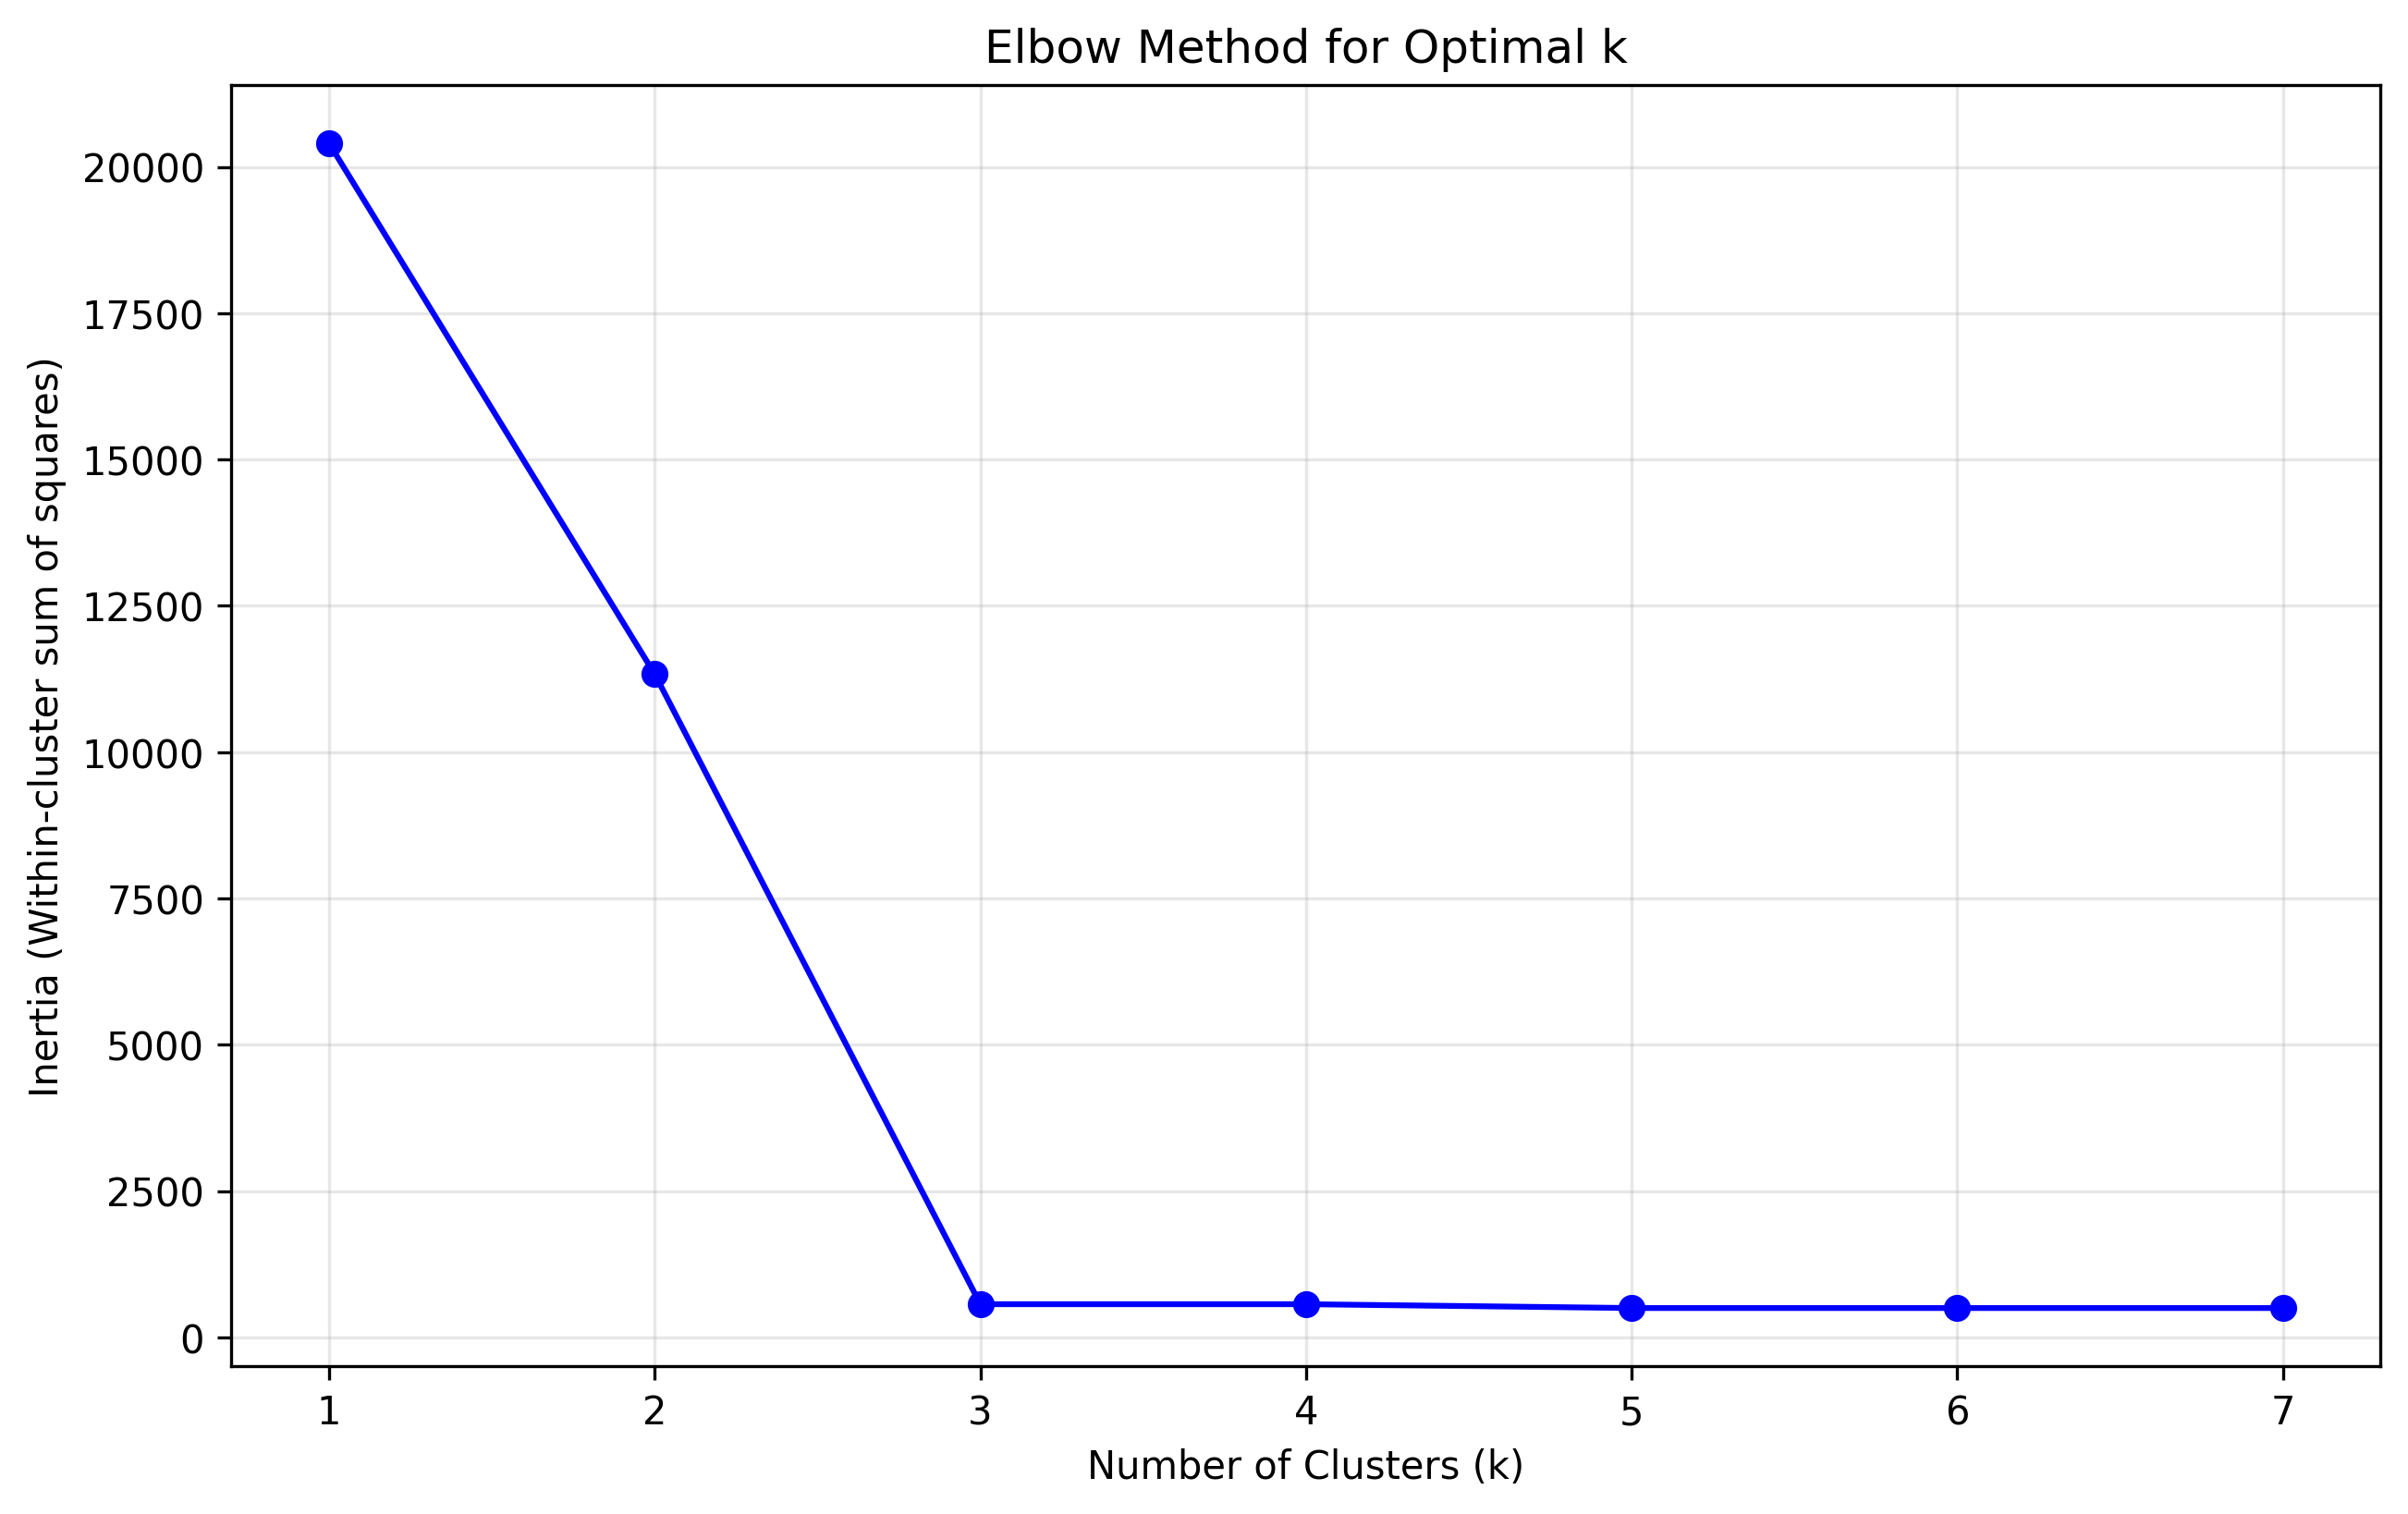 Elbow Method for Optimal k
Inertia (Within-cluster sum of squares)
20000
17500
15000
12500
10000
7500
5000
2500
0
1 2 3 4 5 6 7
Number of Clusters (k)